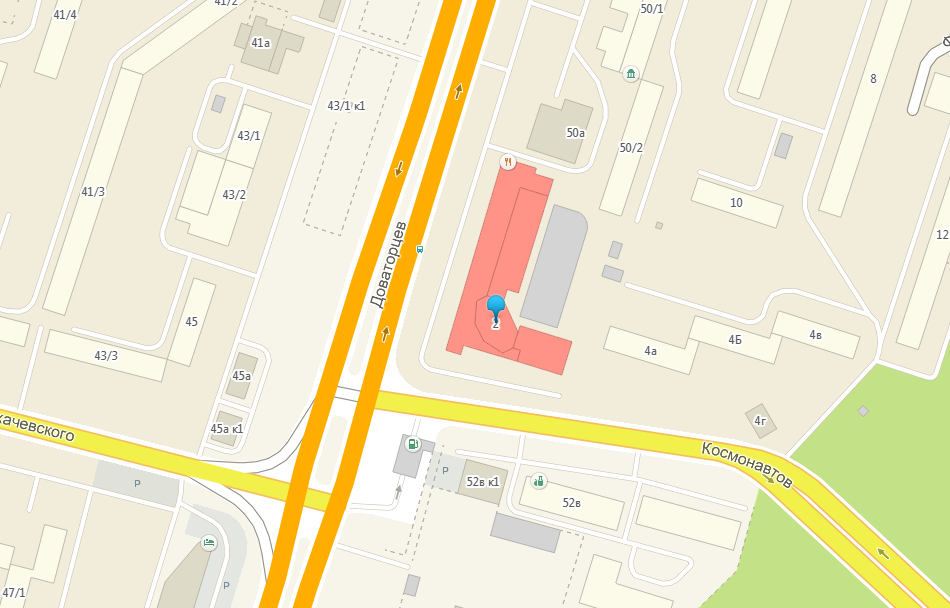 41/4
41/2
50/1
41а
8
43/1 к1
43/1
50а
50/2
41/3
43/2
10
12
Доваторцев
45
2
43/3
4а
4Б
4в
45а
4г
45а к1
качевского
Космонавтов
P
P
52в к1
52в
P
47/1